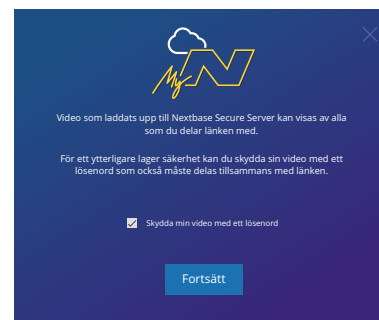 My N
Video som laddats upp till Nextbase Secure Server kan visas av alla
som du delar länken med.
För ett ytterligare lager säkerhet kan du skydda sin video med ett
lösenord som också måste delas tillsammans med länken.
Skydda min video med ett lösenord
Fortsätt